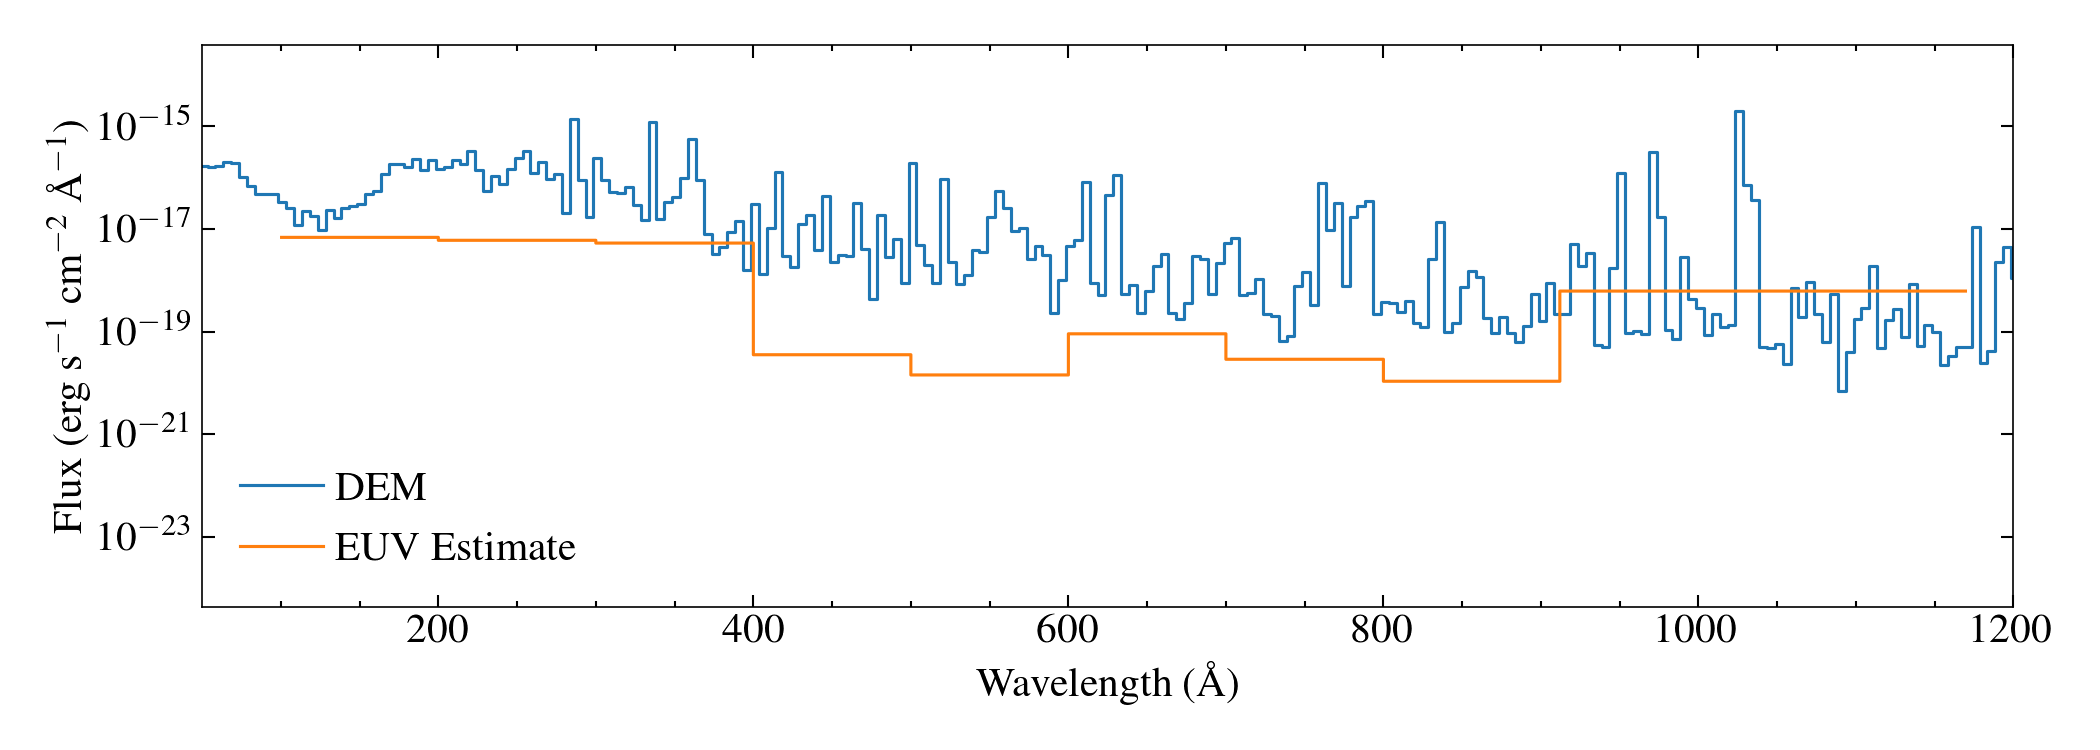 Flux (erg s⁻¹ cm⁻² Å⁻¹)
10⁻¹⁵
10⁻¹⁷
10⁻¹⁹
10⁻²¹
10⁻²³
DEM
EUV Estimate
200 400 600 800 1000 1200
Wavelength (Å)